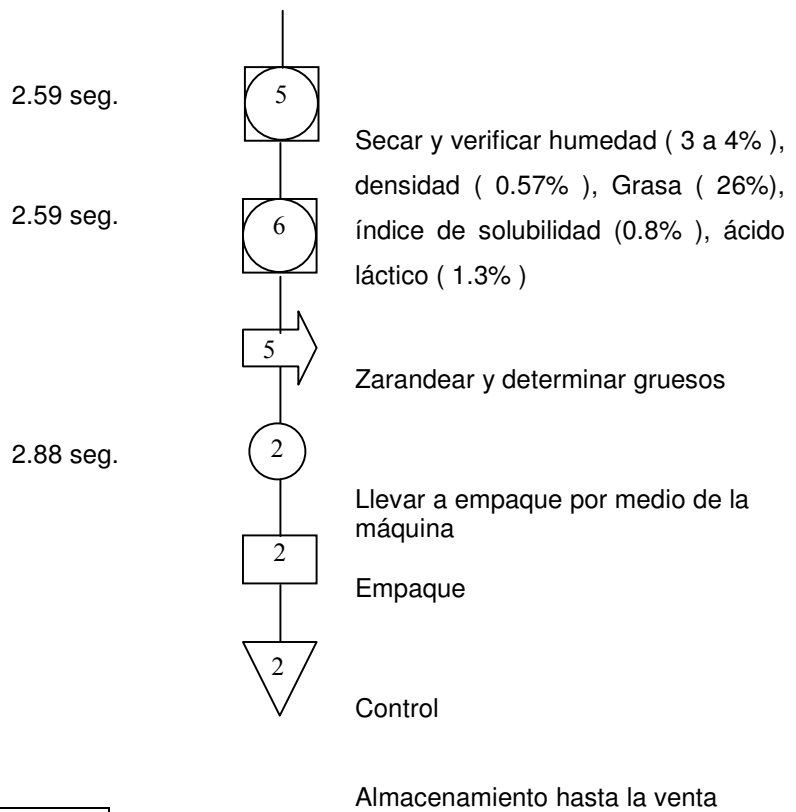 2.59 seg.
5
Secar y verificar humedad ( 3 a 4% ),
densidad ( 0.57% ), Grasa ( 26%),
2.59 seg.
6
índice de solubilidad (0.8% ), ácido
láctico ( 1.3% )
5
Zarandear y determinar gruesos
2.88 seg.
2
Llevar a empaque por medio de la
máquina
2
Empaque
2
Control
Almacenamiento hasta la venta